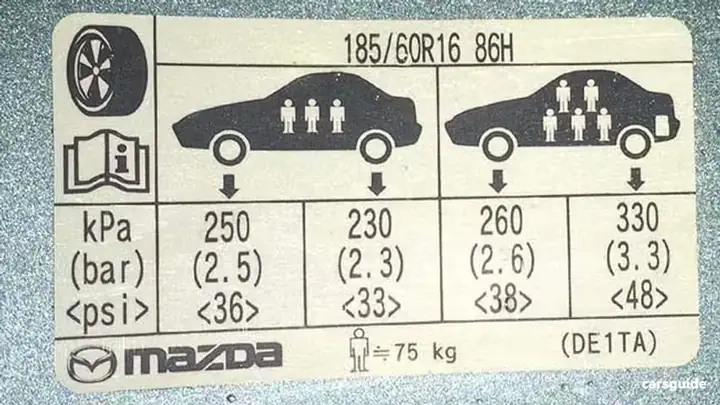 185/60R16 86H
i
kPa 250 230 260 330
(bar) (2.5) (2.3) (2.6) (3.3)
<psi> <36> <33> <38> <48>
mazda ≒75 kg (DE1TA)
carsguide